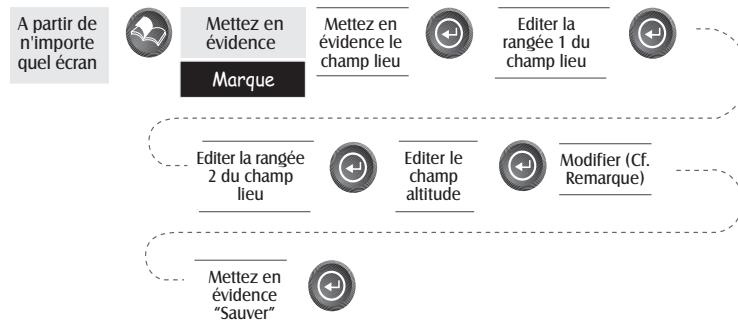 A partir de
n'importe
quel écran
Mettez en
évidence
Marque
Mettez en
évidence le
champ lieu
Editer la
rangée 1 du
champ lieu
Editer la rangée
2 du champ
lieu
Editer le
champ
altitude
Modifier (Cf.
Remarque)
Mettez en
évidence
"Sauver"